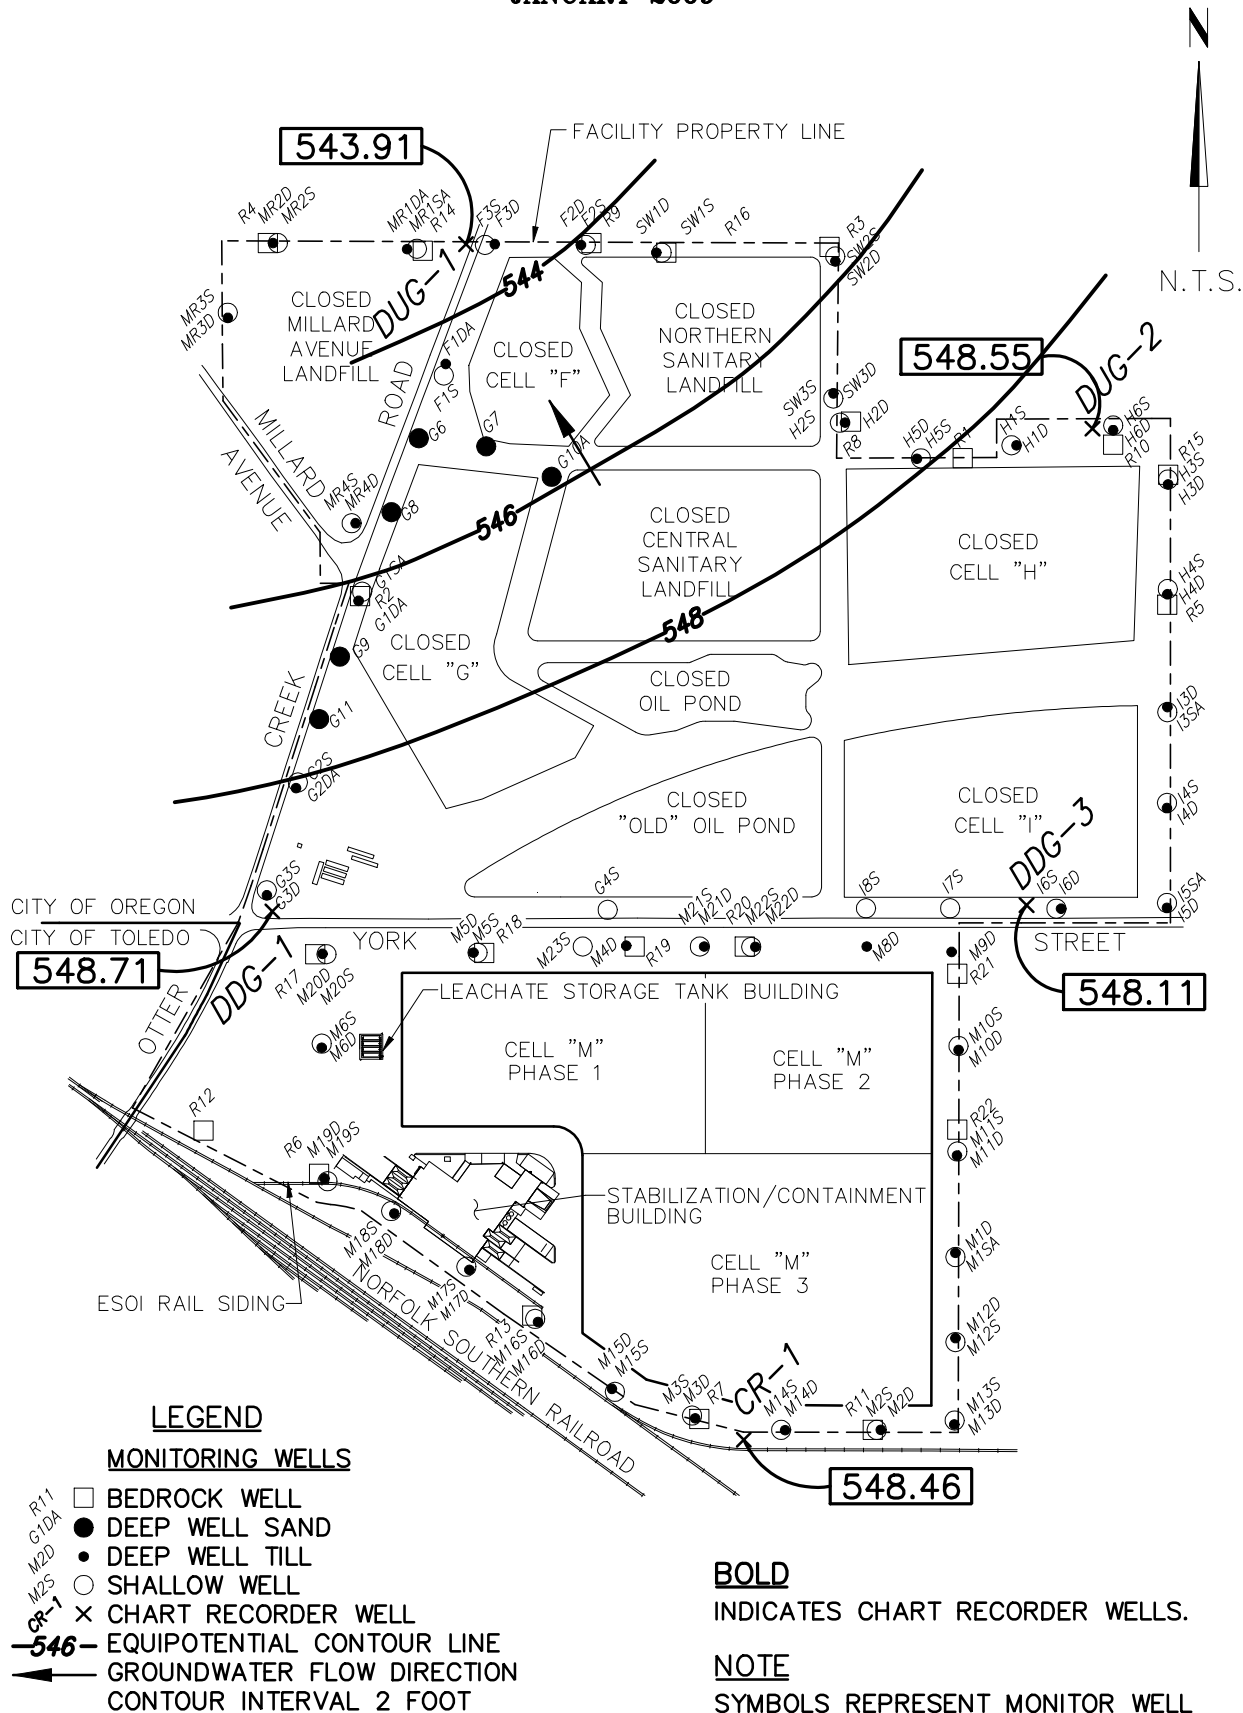 N
N.T.S.
543.91
FACILITY PROPERTY LINE
R4
MR2D
MR2S
MR1DA
MR1SA
R14
F3S
F3D
F2D
F2S
R9
SW1D
SW1S
R16
R3
SW2S
SW2D
DUG-1
544
MR3S
MR3D
CLOSED
MILLARD
AVENUE
LANDFILL
F1DA
F1S
CLOSED
CELL "F"
CLOSED
NORTHERN
SANITARY
LANDFILL
548.55
DUG-2
SW3S
SW3D
H2S
H2D
R8
H5D
H5S
R1
H1S
H1D
H6S
H6D
R10
R15
H3S
H3D
ROAD
MILLARD
AVENUE
G6
G7
G10A
MR4S
MR4D
G8
546
CLOSED
CENTRAL
SANITARY
LANDFILL
CLOSED
CELL "H"
G1SA
R2
G1DA
H4S
H4D
R5
548
G9
CLOSED
CELL "G"
CLOSED
OIL POND
CREEK
G11
I3D
I3SA
G2S
G2DA
CLOSED
"OLD" OIL POND
CLOSED
CELL "I"
I4S
I4D
DDG-3
G3S
G3D
G4S
I8S
I7S
I6S
I6D
I5SA
I5D
CITY OF OREGON
CITY OF TOLEDO
548.71
DDG-1
YORK
STREET
R17
M20D
M20S
M5D
M5S
R18
M23S
M4D
R19
M21S
M21D
R20
M22S
M22D
M8D
M9D
R21
548.11
OTTER
LEACHATE STORAGE TANK BUILDING
M6S
M6D
CELL "M"
PHASE 1
CELL "M"
PHASE 2
M10S
M10D
R12
R22
M11S
M11D
R6
M19D
M19S
STABILIZATION/CONTAINMENT
BUILDING
M18S
M18D
M1D
M1SA
CELL "M"
PHASE 3
ESOI RAIL SIDING
M17S
M17D
NORFOLK SOUTHERN RAILROAD
R13
M16S
M16D
M12D
M12S
M15D
M15S
M3S
M3D
R7
CR-1
M14S
M14D
R11
M2S
M2D
M13S
M13D
548.46
LEGEND
MONITORING WELLS
R11 BEDROCK WELL
G1DA DEEP WELL SAND
M2D DEEP WELL TILL
M2S SHALLOW WELL
CR-1 CHART RECORDER WELL
546 EQUIPOTENTIAL CONTOUR LINE
GROUNDWATER FLOW DIRECTION
CONTOUR INTERVAL 2 FOOT
BOLD
INDICATES CHART RECORDER WELLS.
NOTE
SYMBOLS REPRESENT MONITOR WELL